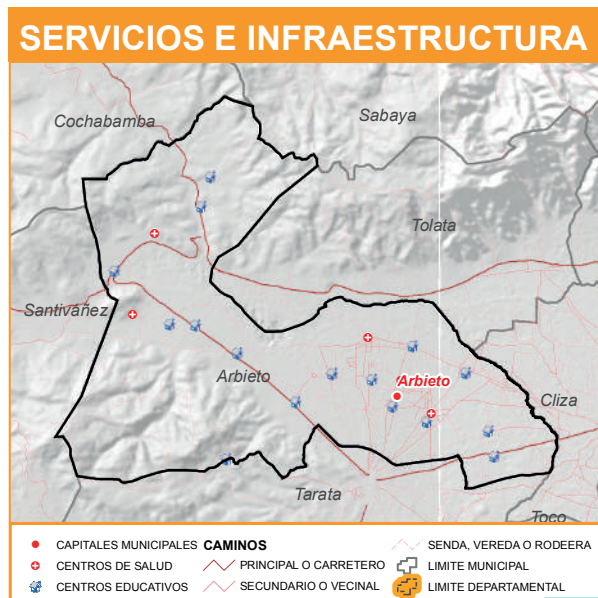 SERVICIOS E INFRAESTRUCTURA
Cochabamba
Sabaya
Tolata
Santiváñez
Arbieto
Arbieto
Cliza
Tarata
Toco
CAPITALES MUNICIPALES
CENTROS DE SALUD
CENTROS EDUCATIVOS
CAMINOS
PRINCIPAL O CARRETERO
SECUNDARIO O VECINAL
SENDA, VEREDA O RODEERA
LIMITE MUNICIPAL
LIMITE DEPARTAMENTAL